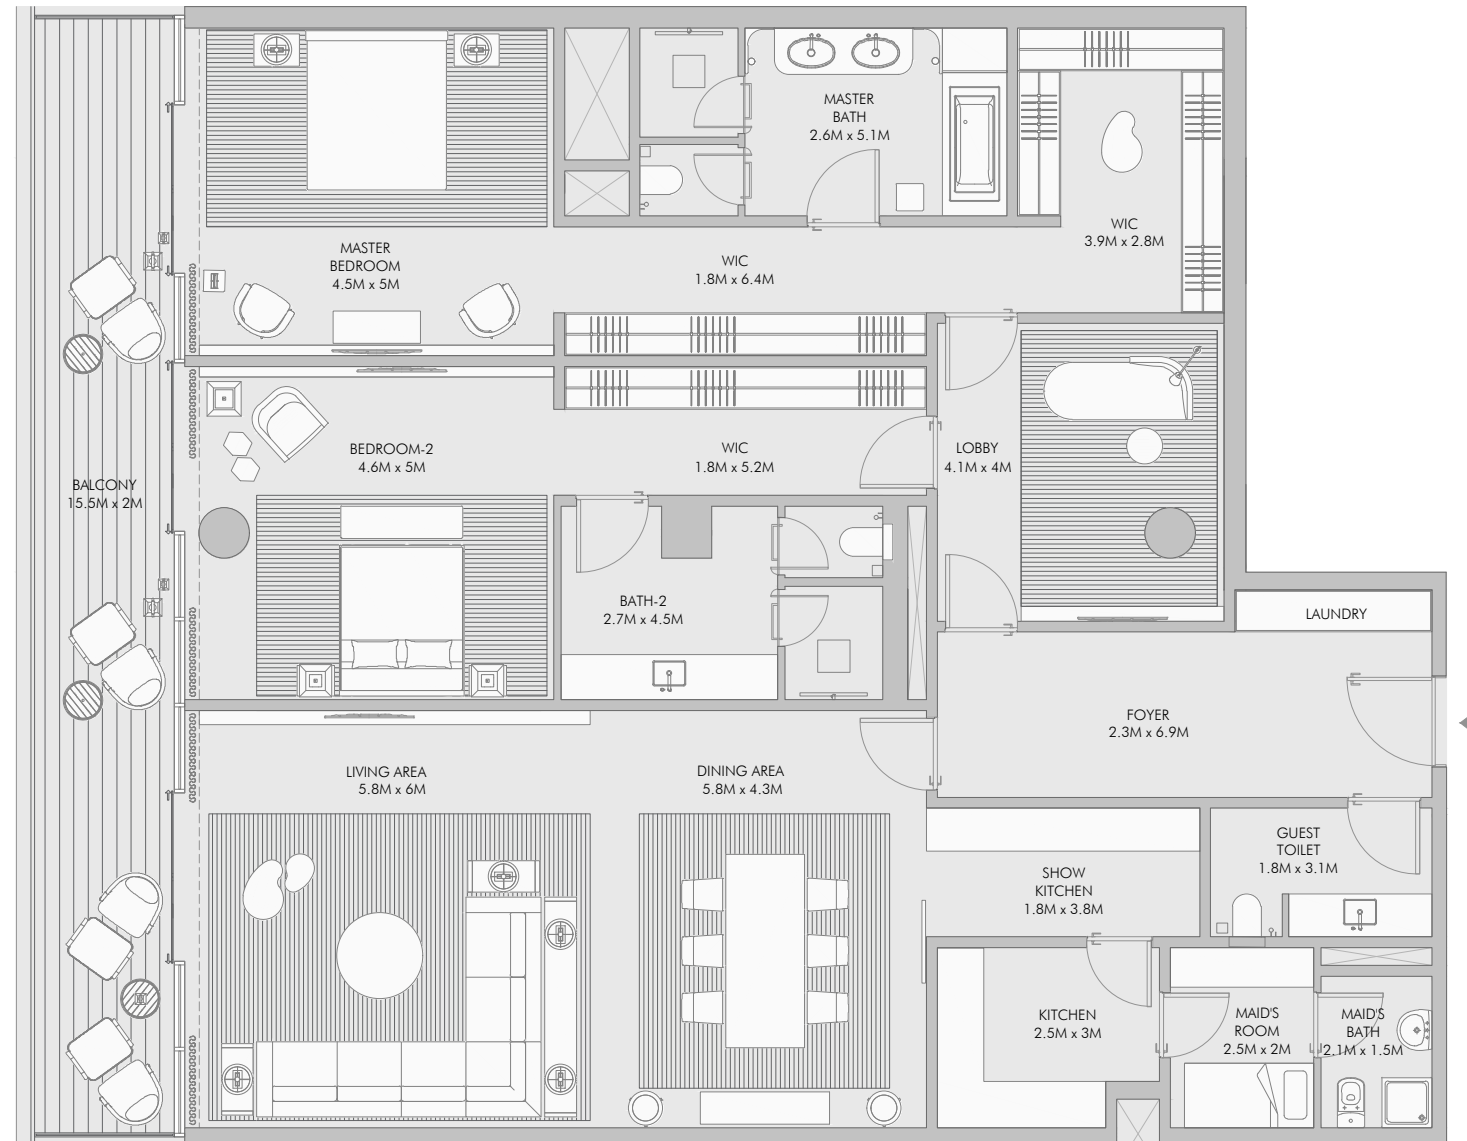 MASTER
BATH
2.6M x 5.1M
WIC
3.9M x 2.8M
MASTER
BEDROOM
4.5M x 5M
WIC
1.8M x 6.4M
BEDROOM-2
4.6M x 5M
WIC
1.8M x 5.2M
LOBBY
4.1M x 4M
BALCONY
15.5M x 2M
BATH-2
2.7M x 4.5M
LAUNDRY
FOYER
2.3M x 6.9M
LIVING AREA
5.8M x 6M
DINING AREA
5.8M x 4.3M
GUEST
TOILET
1.8M x 3.1M
SHOW
KITCHEN
1.8M x 3.8M
KITCHEN
2.5M x 3M
MAID'S
ROOM
2.5M x 2M
MAID'S
BATH
2.1M x 1.5M